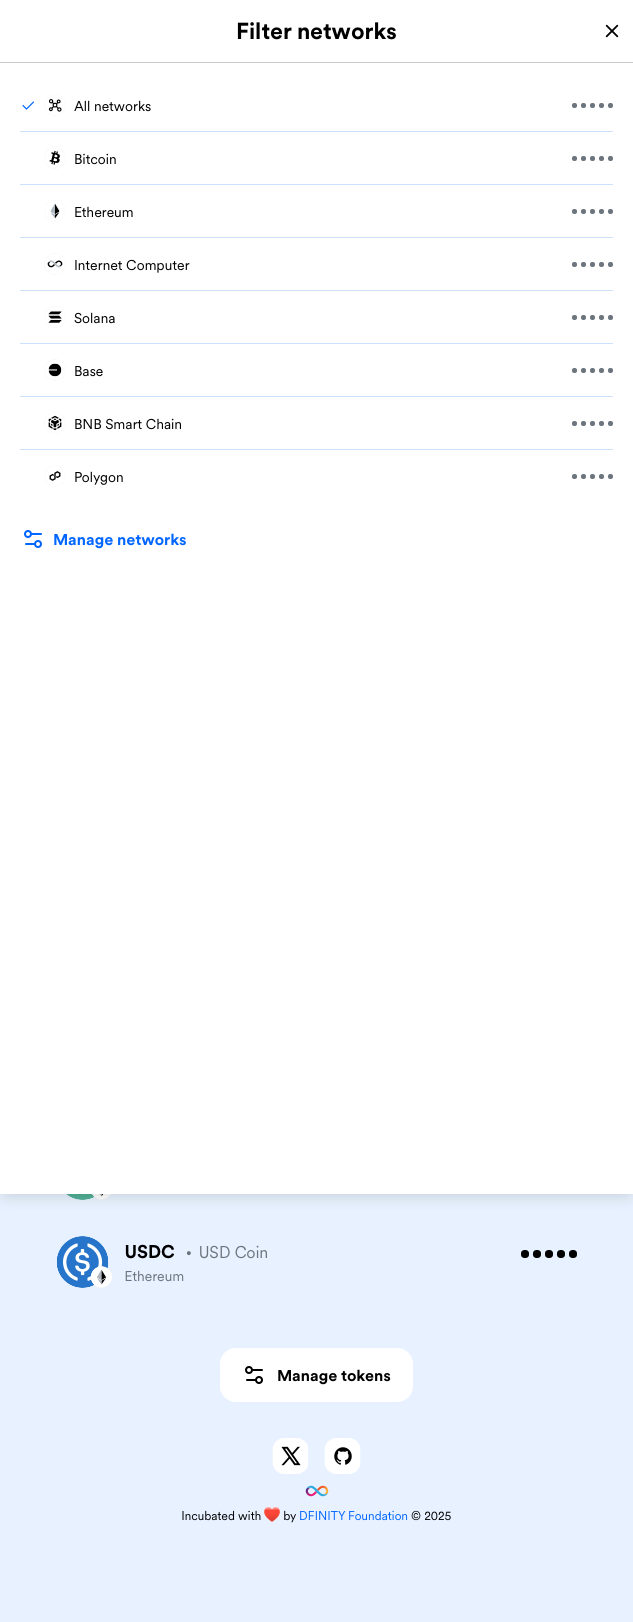 Filter networks
All networks •••••
Bitcoin •••••
Ethereum •••••
Internet Computer •••••
Solana •••••
Base •••••
BNB Smart Chain •••••
Polygon •••••
Manage networks
USDC • USD Coin •••••
Ethereum
Manage tokens
Incubated with ❤️ by DFINITY Foundation © 2025